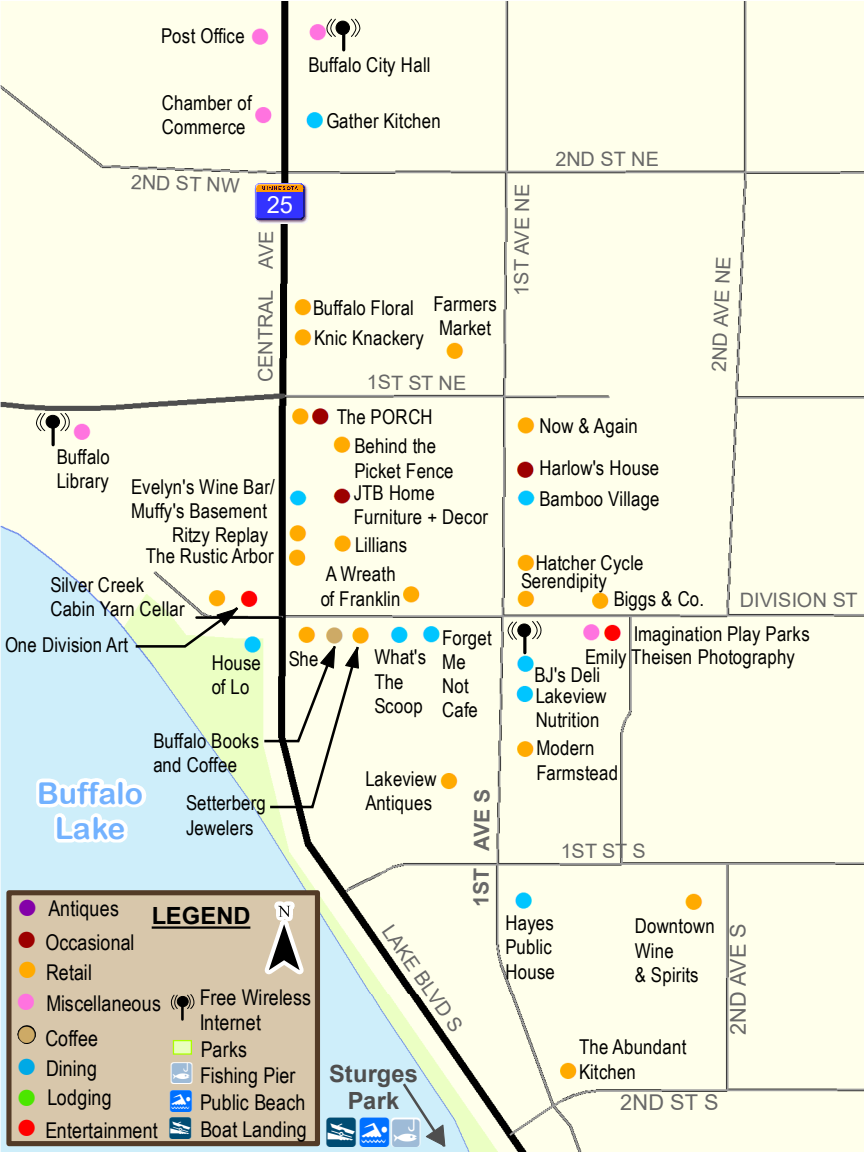 Post Office
Buffalo City Hall
Chamber of
Commerce
Gather Kitchen
2ND ST NE
2ND ST NW
MINNESOTA
25
1ST AVE NE
CENTRAL AVE
2ND AVE NE
Buffalo Floral
Knic Knackery
Farmers
Market
1ST ST NE
The PORCH
Behind the
Picket Fence
JTB Home
Furniture + Decor
Lillians
A Wreath
of Franklin
Now & Again
Harlow's House
Bamboo Village
Hatcher Cycle
Serendipity
Biggs & Co.
DIVISION ST
Buffalo
Library
Evelyn's Wine Bar/
Muffy's Basement
Ritzy Replay
The Rustic Arbor
Silver Creek
Cabin Yarn Cellar
One Division Art
House
of Lo
She
What's
The
Scoop
Forget
Me
Not
Cafe
Imagination Play Parks
Emily Theisen Photography
BJ's Deli
Lakeview
Nutrition
Modern
Farmstead
Buffalo Books
and Coffee
Setterberg
Jewelers
Lakeview
Antiques
Buffalo
Lake
1ST AVE S
1ST ST S
Hayes
Public
House
Downtown
Wine
& Spirits
2ND AVE S
LAKE BLVD S
The Abundant
Kitchen
2ND ST S
Sturges
Park
LEGEND
N
Antiques
Occasional
Retail
Miscellaneous
Coffee
Dining
Lodging
Entertainment
Free Wireless
Internet
Parks
Fishing Pier
Public Beach
Boat Landing